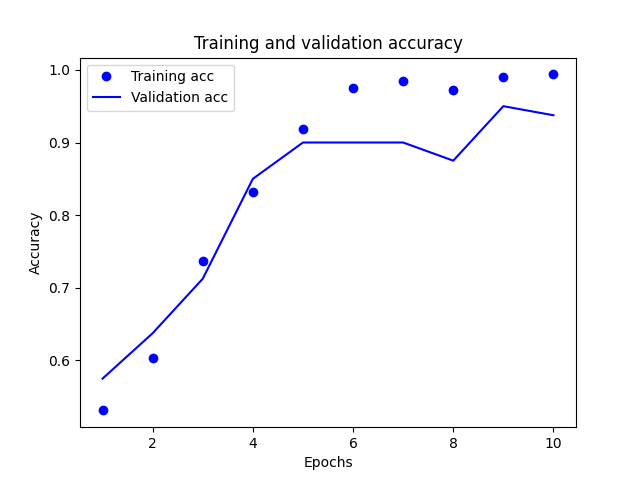 Training and validation accuracy
Training acc
Validation acc
1.0
0.9
0.8
0.7
0.6
Accuracy
2
4
6
8
10
Epochs